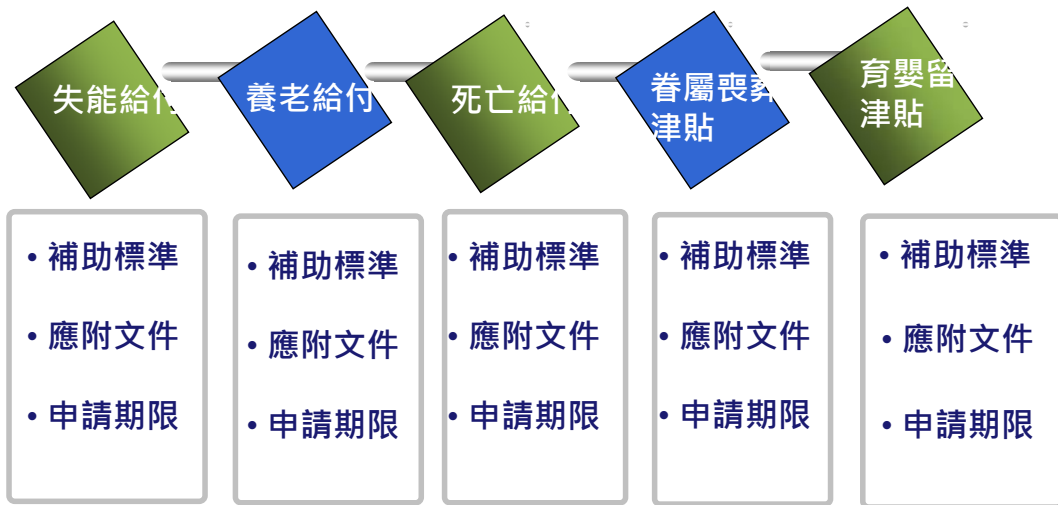 失能給付
養老給付
死亡給付
眷屬喪葬
津貼
育嬰留
津貼
• 補助標準
• 應附文件
• 申請期限
• 補助標準
• 應附文件
• 申請期限
• 補助標準
• 應附文件
• 申請期限
• 補助標準
• 應附文件
• 申請期限
• 補助標準
• 應附文件
• 申請期限